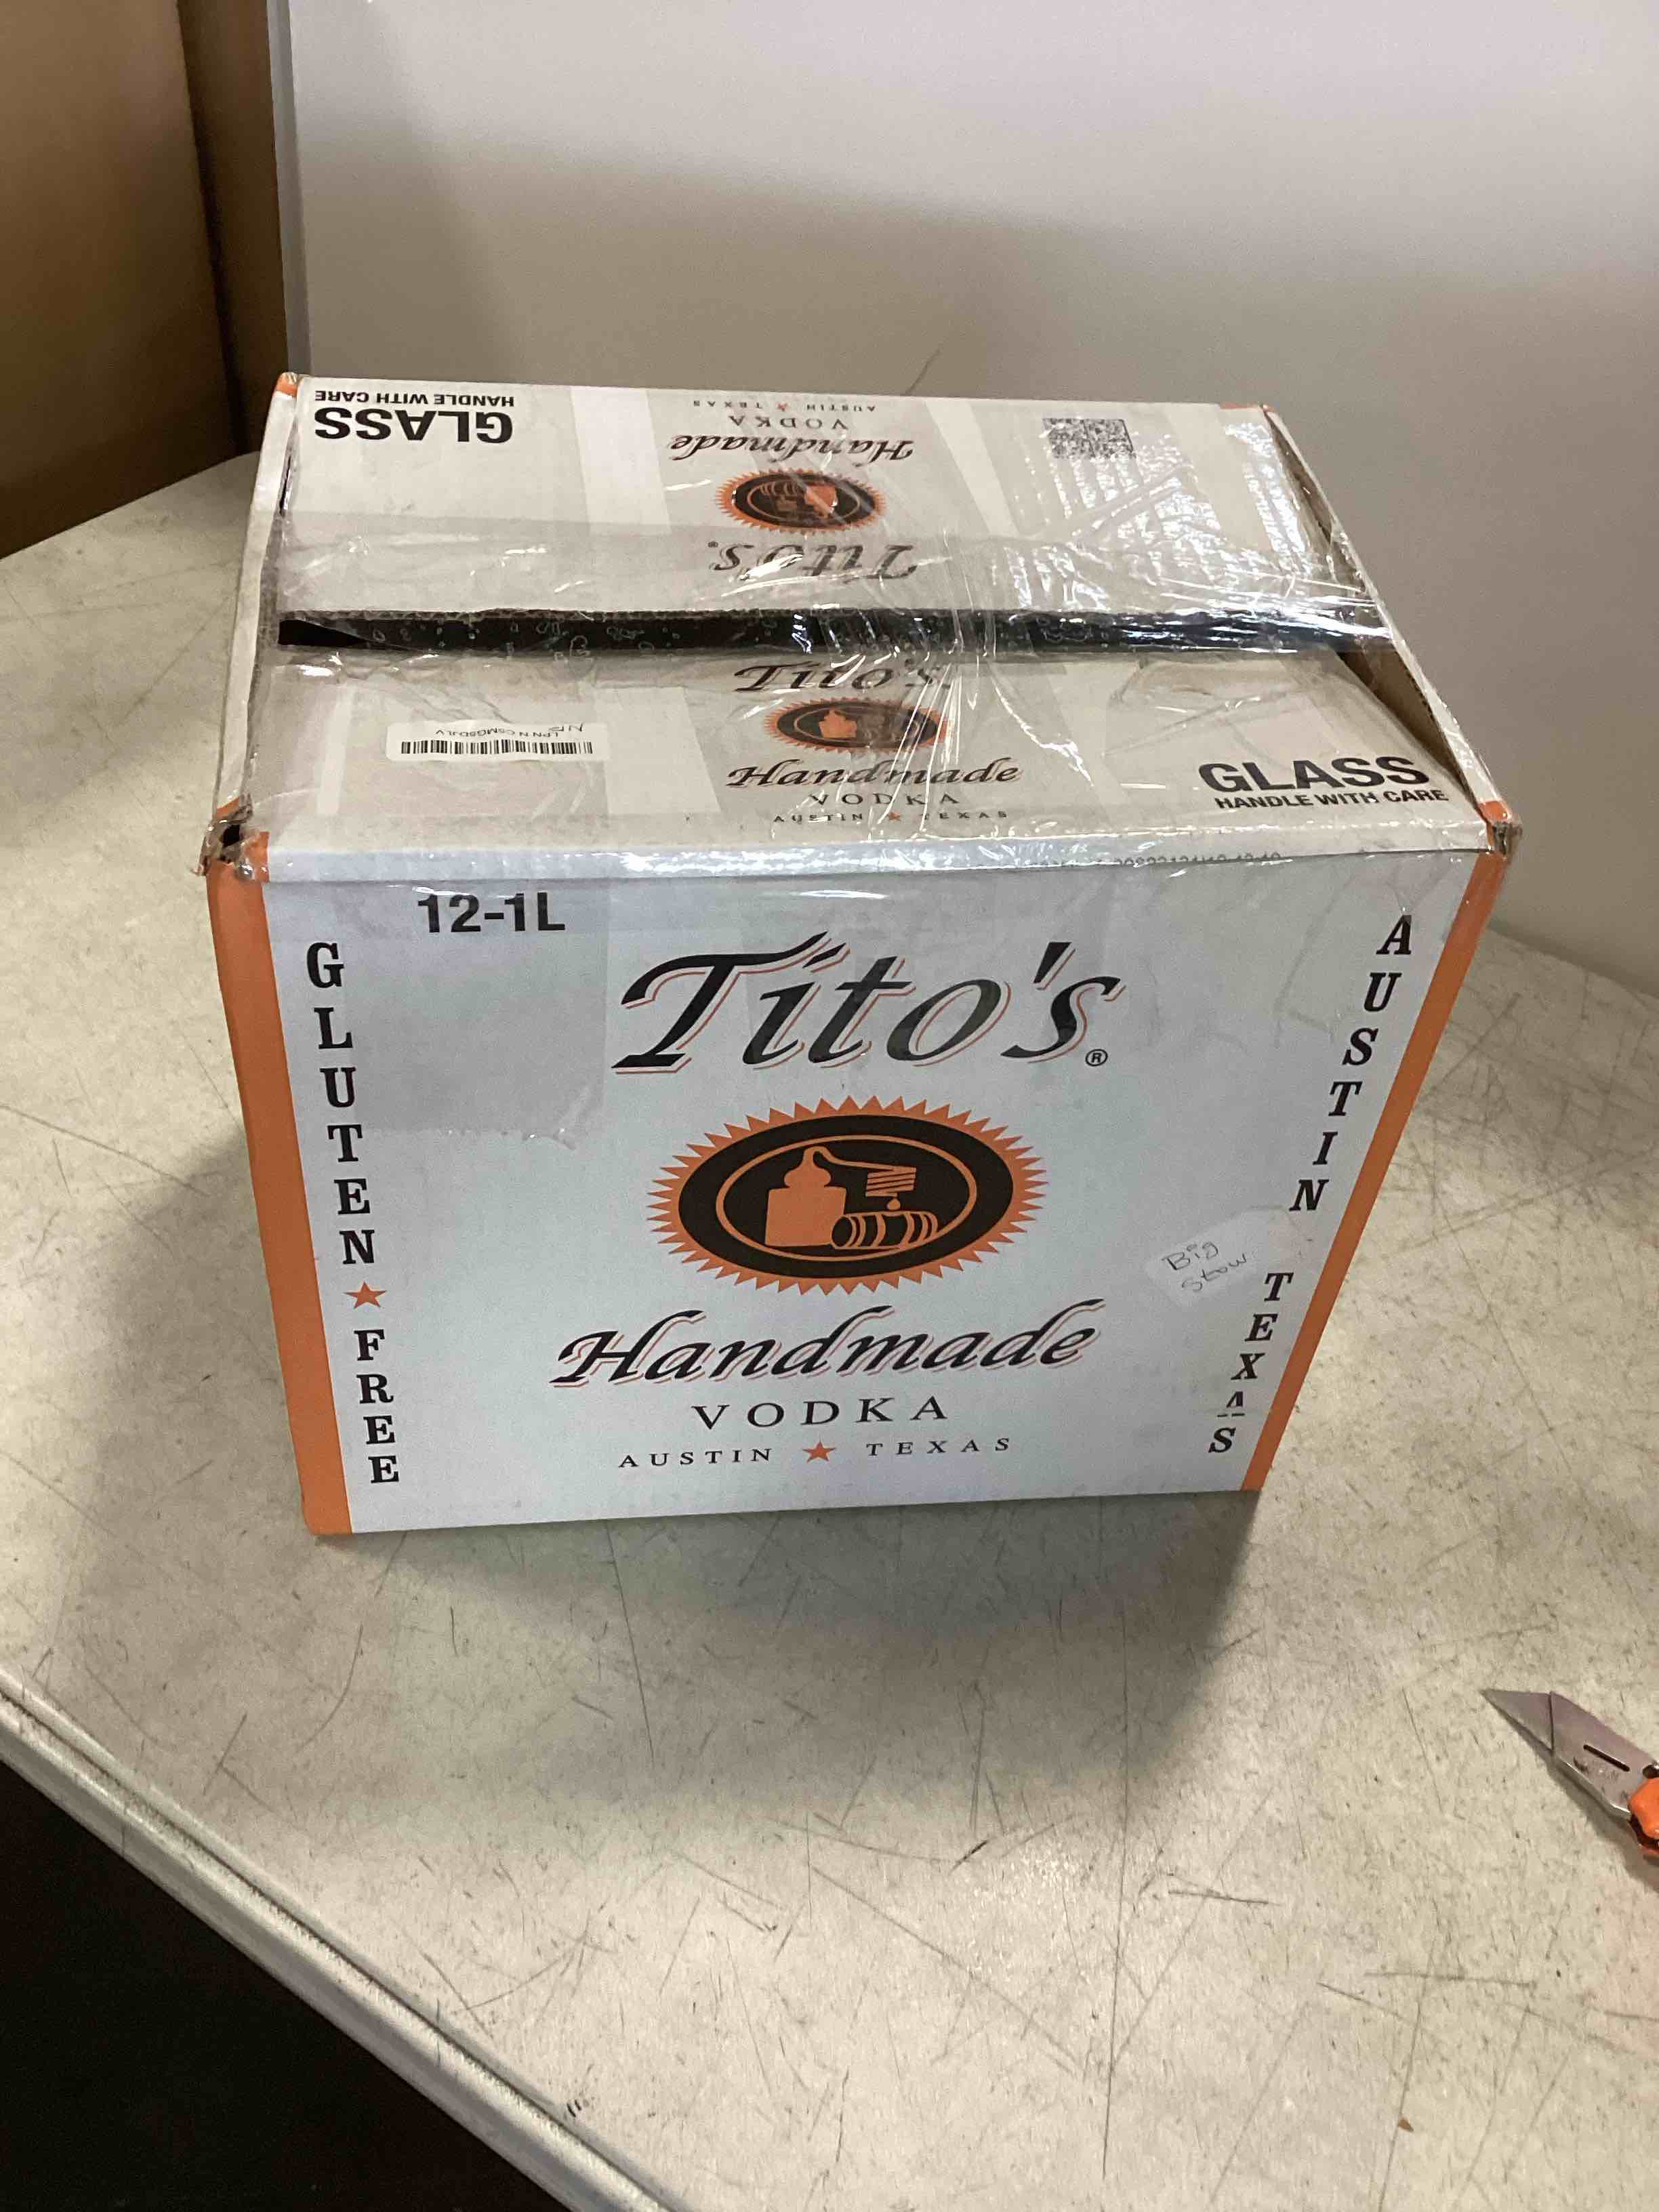 GLASS
HANDLE WITH CARE
Tito's
Handmade
VODKA
AUSTIN ★ TEXAS
Tito's
Handmade
VODKA
AUSTIN ★ TEXAS
GLASS
HANDLE WITH CARE
12-1L
GLUTEN ★ FREE
Tito's®
Handmade
VODKA
AUSTIN ★ TEXAS
AUSTIN TEXAS
Big
Stow